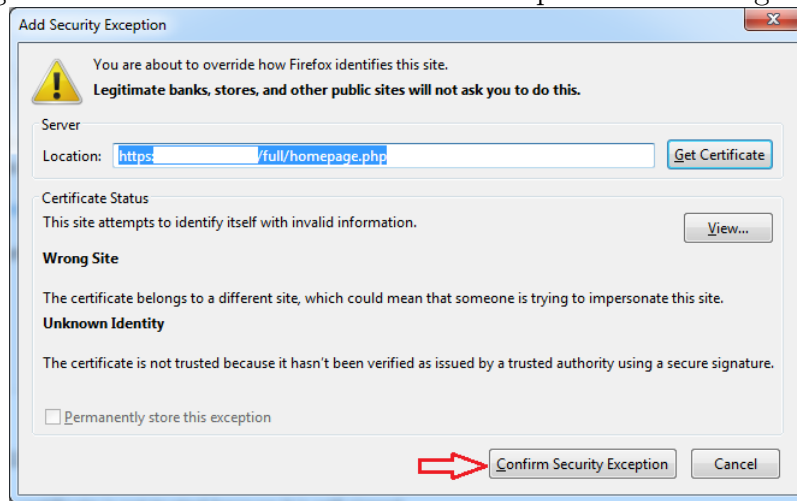 Add Security Exception
You are about to override how Firefox identifies this site.
Legitimate banks, stores, and other public sites will not ask you to do this.
Server
Location: https: /full/homepage.php Get Certificate
Certificate Status
This site attempts to identify itself with invalid information. View...
Wrong Site
The certificate belongs to a different site, which could mean that someone is trying to impersonate this site.
Unknown Identity
The certificate is not trusted because it hasn't been verified as issued by a trusted authority using a secure signature.
Permanently store this exception
Confirm Security Exception Cancel